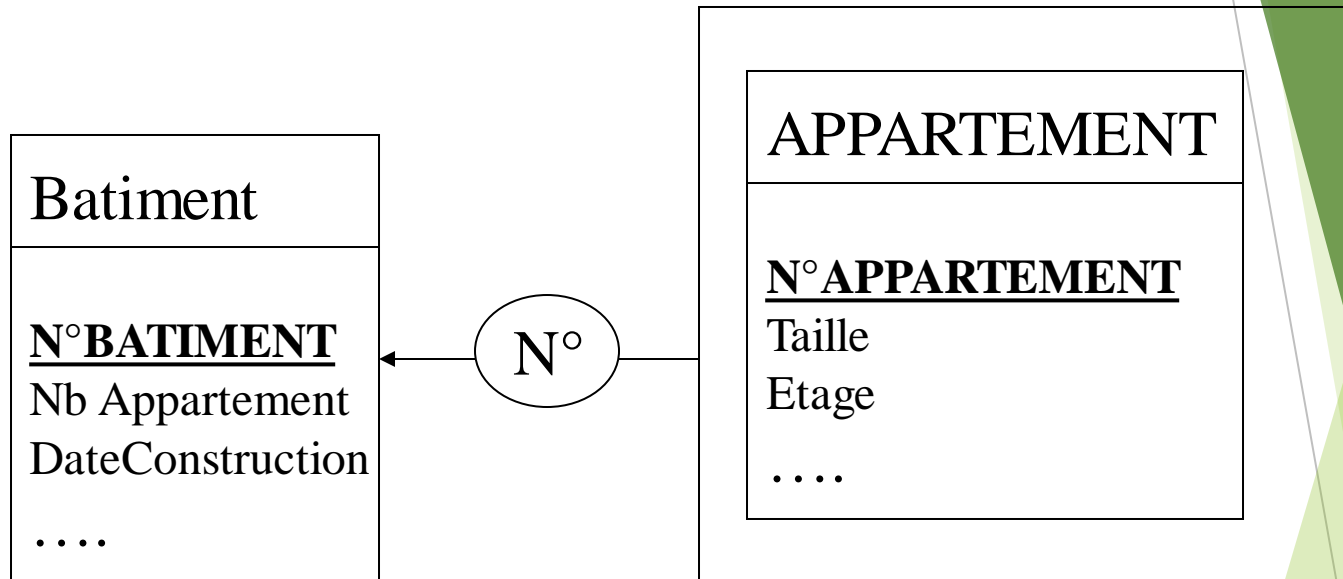 Batiment
N°BATIMENT
Nb Appartement
DateConstruction
….
N°
APPARTEMENT
N°APPARTEMENT
Taille
Etage
….